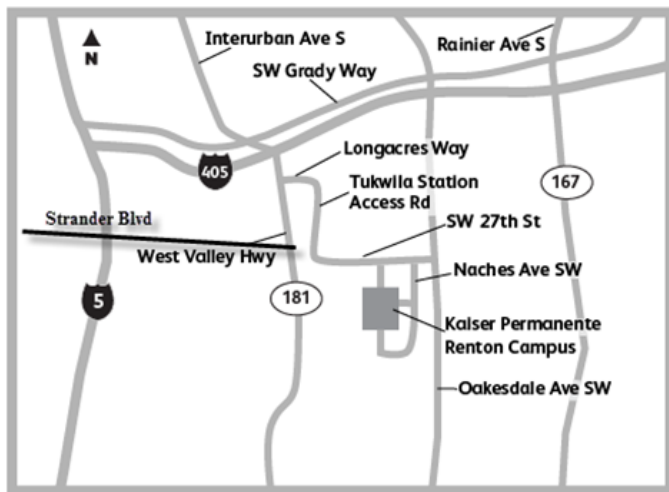 Interurban Ave S
Rainier Ave S
N
SW Grady Way
Longacres Way
405
Tukwila Station
Access Rd
167
Strander Blvd
SW 27th St
West Valley Hwy
Naches Ave SW
5
181
Kaiser Permanente
Renton Campus
Oakesdale Ave SW